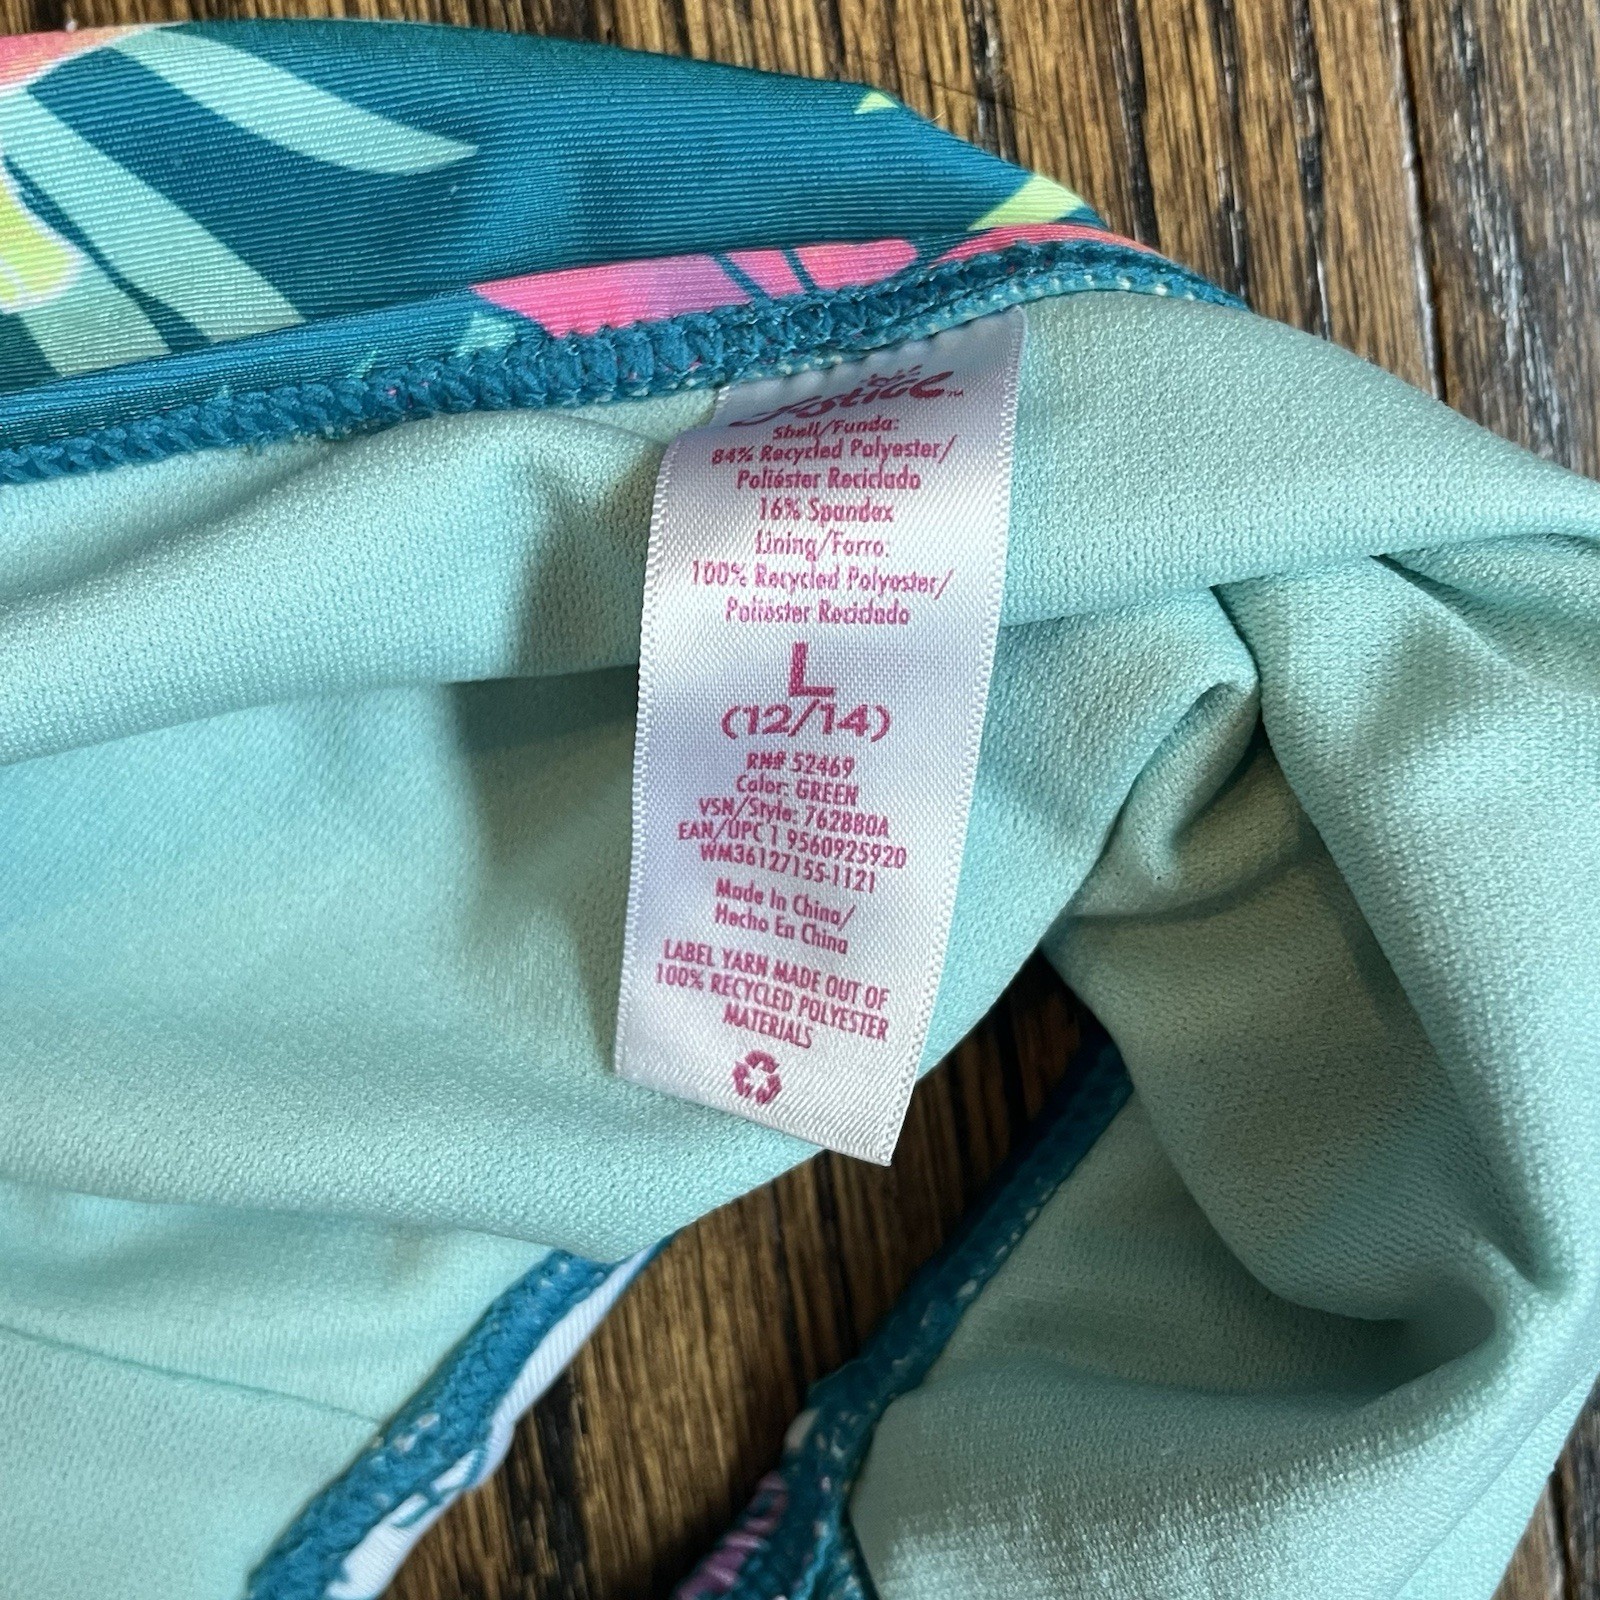 Justice™
Shell/Funda:
84% Recycled Polyester/
Poliéster Reciclado
16% Spandex
Lining/Forro:
100% Recycled Polyester/
Poliéster Reciclado
L
(12/14)
RN# 52469
Color: GREEN
VSN/Style: 762880A
EAN/UPC 1 9560925920
WM36127155-1121
Made In China/
Hecho En China
LABEL YARN MADE OUT OF
100% RECYCLED POLYESTER
MATERIALS